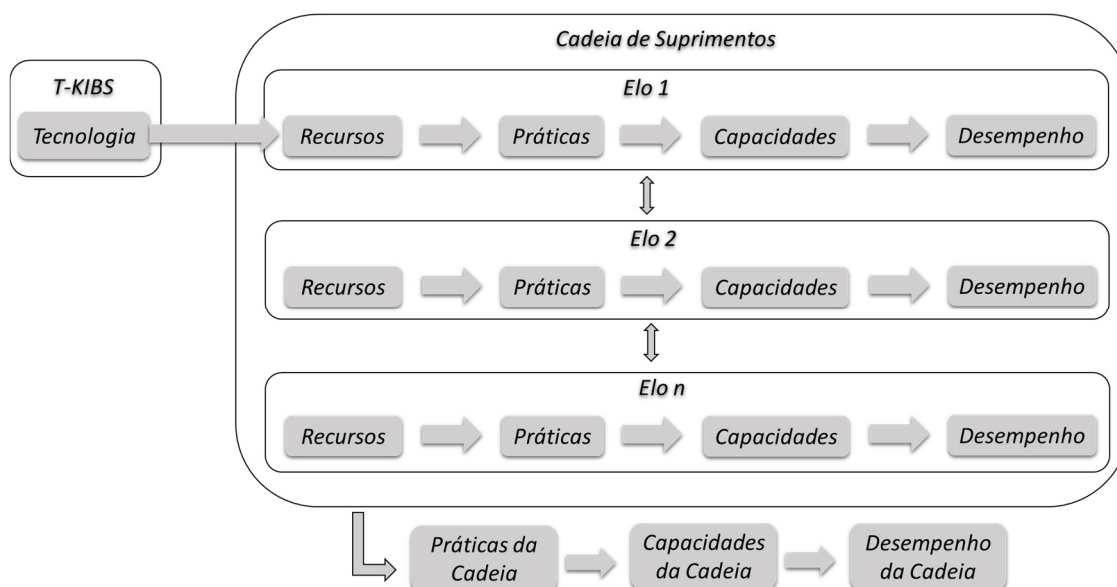 Cadeia de Suprimentos
T-KIBS
Tecnologia
Elo 1
Recursos
Práticas
Capacidades
Desempenho
Elo 2
Recursos
Práticas
Capacidades
Desempenho
Elo n
Recursos
Práticas
Capacidades
Desempenho
Práticas da
Cadeia
Capacidades
da Cadeia
Desempenho
da Cadeia